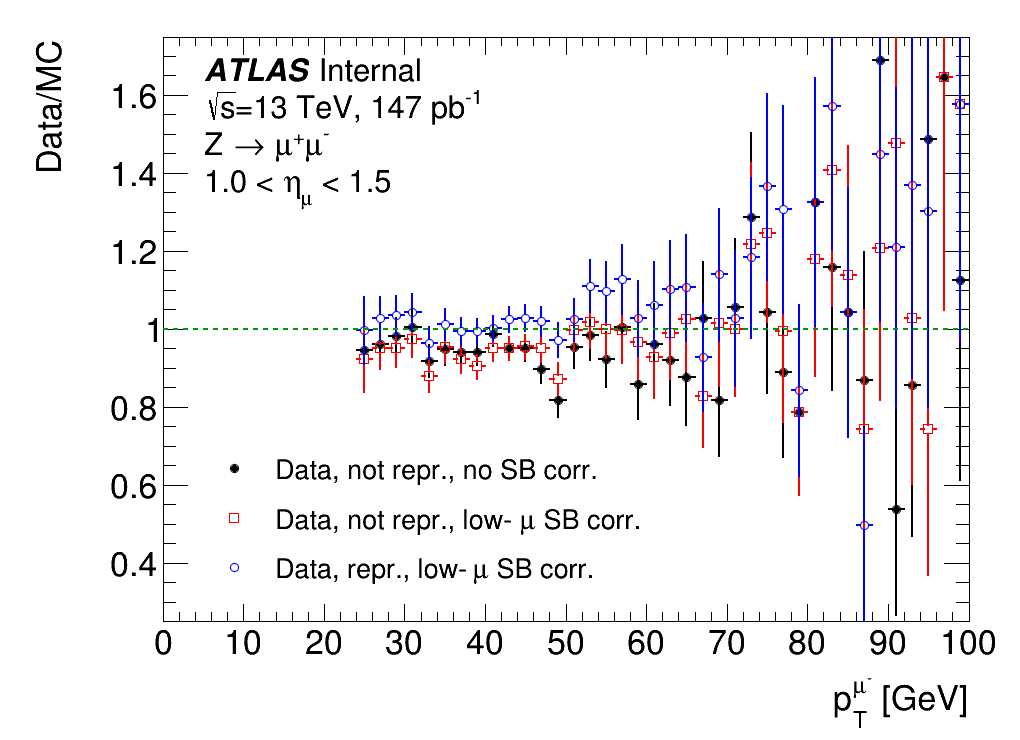 Data/MC
ATLAS Internal
√s=13 TeV, 147 pb⁻¹
Z → μ⁺μ⁻
1.0 < η_μ < 1.5
1.6
1.4
1.2
1
0.8
0.6
0.4
Data, not repr., no SB corr.
Data, not repr., low- μ SB corr.
Data, repr., low- μ SB corr.
0 10 20 30 40 50 60 70 80 90 100
p_T^μ⁻ [GeV]